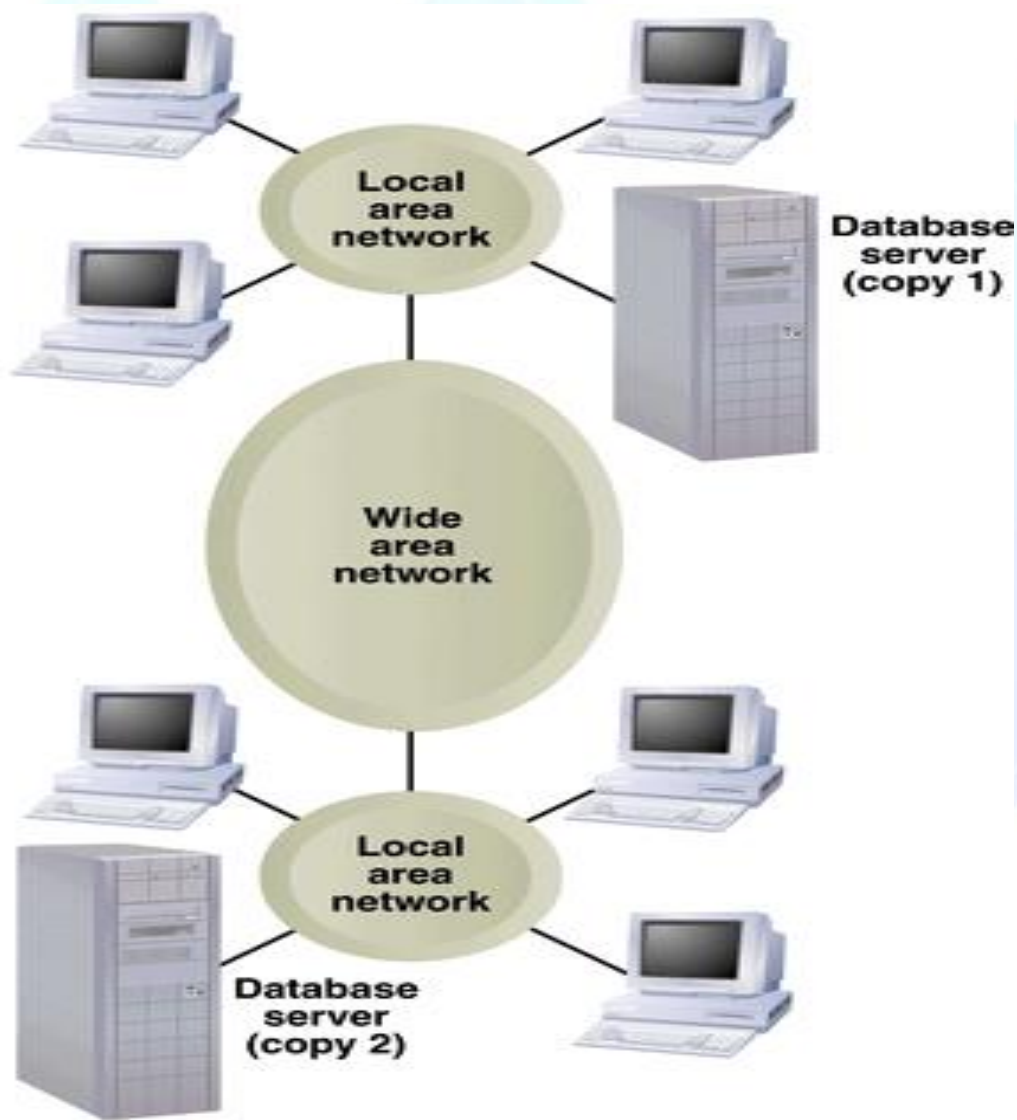 Local
area
network
Database
server
(copy 1)
Wide
area
network
Local
area
network
Database
server
(copy 2)